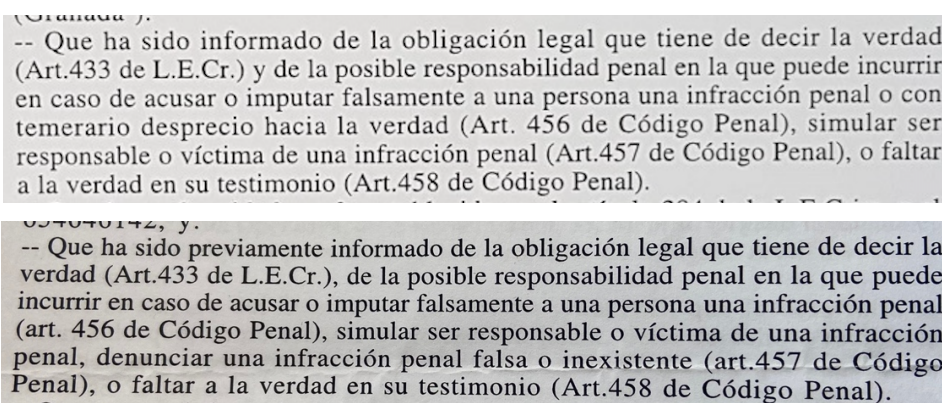 (Granada ).
-- Que ha sido informado de la obligación legal que tiene de decir la verdad
(Art.433 de L.E.Cr.) y de la posible responsabilidad penal en la que puede incurrir
en caso de acusar o imputar falsamente a una persona una infracción penal o con
temerario desprecio hacia la verdad (Art. 456 de Código Penal), simular ser
responsable o víctima de una infracción penal (Art.457 de Código Penal), o faltar
a la verdad en su testimonio (Art.458 de Código Penal).
-- Que ha sido previamente informado de la obligación legal que tiene de decir la
verdad (Art.433 de L.E.Cr.), de la posible responsabilidad penal en la que puede
incurrir en caso de acusar o imputar falsamente a una persona una infracción penal
(art. 456 de Código Penal), simular ser responsable o víctima de una infracción
penal, denunciar una infracción penal falsa o inexistente (art.457 de Código
Penal), o faltar a la verdad en su testimonio (Art.458 de Código Penal).